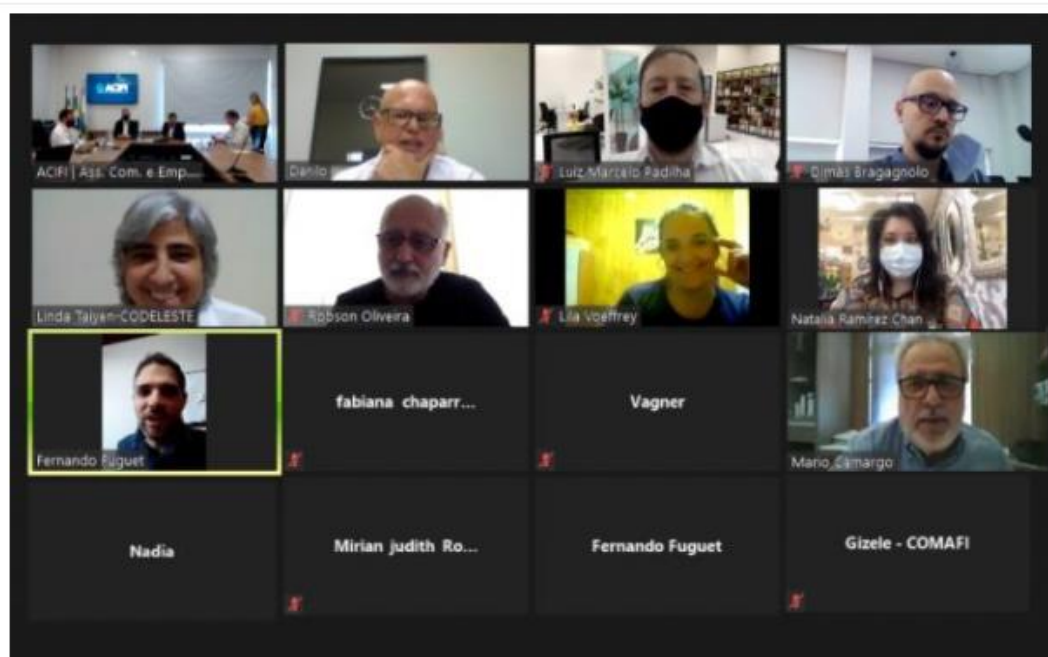 ACIFI
ACIFI | Ass. Com. e Emp...
Danilo
Luiz Marcelo Padilha
Dimas Bragagnolo
Linda Taiyen-CODELESTE
Robson Oliveira
Lila Voeffrey
Natalia Ramirez Chan
Fernando Fuguet
fabiana chaparr...
Vagner
Mario Camargo
Nadia
Mirian judith Ro...
Fernando Fuguet
Gizele - COMAFI